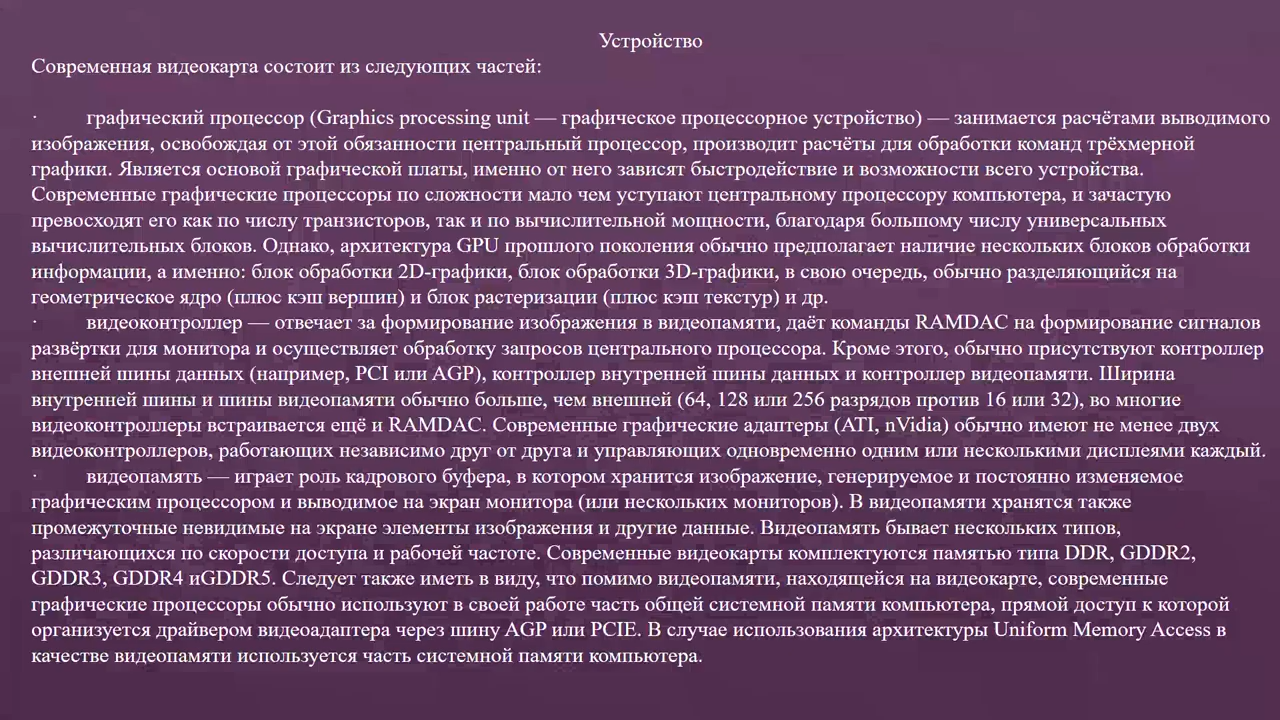 Устройство
Современная видеокарта состоит из следующих частей:
· графический процессор (Graphics processing unit — графическое процессорное устройство) — занимается расчётами выводимого
изображения, освобождая от этой обязанности центральный процессор, производит расчёты для обработки команд трёхмерной
графики. Является основой графической платы, именно от него зависят быстродействие и возможности всего устройства.
Современные графические процессоры по сложности мало чем уступают центральному процессору компьютера, и зачастую
превосходят его как по числу транзисторов, так и по вычислительной мощности, благодаря большому числу универсальных
вычислительных блоков. Однако, архитектура GPU прошлого поколения обычно предполагает наличие нескольких блоков обработки
информации, а именно: блок обработки 2D-графики, блок обработки 3D-графики, в свою очередь, обычно разделяющийся на
геометрическое ядро (плюс кэш вершин) и блок растеризации (плюс кэш текстур) и др.
· видеоконтроллер — отвечает за формирование изображения в видеопамяти, даёт команды RAMDAC на формирование сигналов
развёртки для монитора и осуществляет обработку запросов центрального процессора. Кроме этого, обычно присутствуют контроллер
внешней шины данных (например, PCI или AGP), контроллер внутренней шины данных и контроллер видеопамяти. Ширина
внутренней шины и шины видеопамяти обычно больше, чем внешней (64, 128 или 256 разрядов против 16 или 32), во многие
видеоконтроллеры встраивается ещё и RAMDAC. Современные графические адаптеры (ATI, nVidia) обычно имеют не менее двух
видеоконтроллеров, работающих независимо друг от друга и управляющих одновременно одним или несколькими дисплеями каждый.
· видеопамять — играет роль кадрового буфера, в котором хранится изображение, генерируемое и постоянно изменяемое
графическим процессором и выводимое на экран монитора (или нескольких мониторов). В видеопамяти хранятся также
промежуточные невидимые на экране элементы изображения и другие данные. Видеопамять бывает нескольких типов,
различающихся по скорости доступа и рабочей частоте. Современные видеокарты комплектуются памятью типа DDR, GDDR2,
GDDR3, GDDR4 иGDDR5. Следует также иметь в виду, что помимо видеопамяти, находящейся на видеокарте, современные
графические процессоры обычно используют в своей работе часть общей системной памяти компьютера, прямой доступ к которой
организуется драйвером видеоадаптера через шину AGP или PCIE. В случае использования архитектуры Uniform Memory Access в
качестве видеопамяти используется часть системной памяти компьютера.